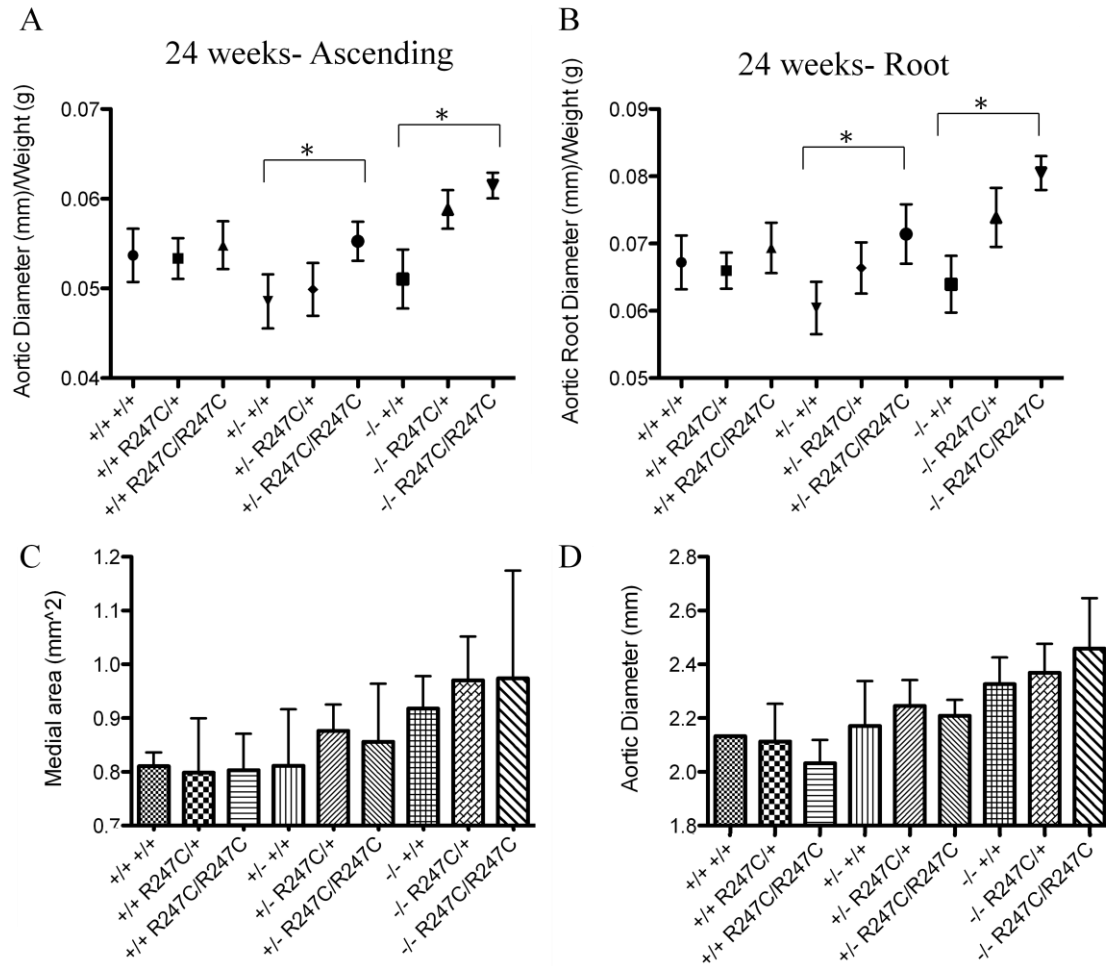 A
24 weeks- Ascending
Aortic Diameter (mm)/Weight (g)
0.07
0.06
0.05
0.04
*
*
+/+ +/+
+/+ R247C/+
+/+ R247C/R247C
+/- +/+
+/- R247C/+
+/- R247C/R247C
-/- +/+
-/- R247C/+
-/- R247C/R247C
B
24 weeks- Root
Aortic Root Diameter (mm)/Weight (g)
0.09
0.08
0.07
0.06
0.05
*
*
+/+ +/+
+/+ R247C/+
+/+ R247C/R247C
+/- +/+
+/- R247C/+
+/- R247C/R247C
-/- +/+
-/- R247C/+
-/- R247C/R247C
C
Medial area (mm^2)
1.2
1.1
1.0
0.9
0.8
0.7
+/+ +/+
+/+ R247C/+
+/+ R247C/R247C
+/- +/+
+/- R247C/+
+/- R247C/R247C
-/- +/+
-/- R247C/+
-/- R247C/R247C
D
Aortic Diameter (mm)
2.8
2.6
2.4
2.2
2.0
1.8
+/+ +/+
+/+ R247C/+
+/+ R247C/R247C
+/- +/+
+/- R247C/+
+/- R247C/R247C
-/- +/+
-/- R247C/+
-/- R247C/R247C